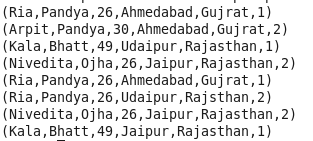 (Ria,Pandya,26,Ahmedabad,Gujrat,1)
(Arpit,Pandya,30,Ahmedabad,Gujrat,2)
(Kala,Bhatt,49,Udaipur,Rajasthan,1)
(Nivedita,Ojha,26,Jaipur,Rajasthan,2)
(Ria,Pandya,26,Ahmedabad,Gujrat,1)
(Ria,Pandya,26,Udaipur,Rajsthan,2)
(Nivedita,Ojha,26,Jaipur,Rajasthan,2)
(Kala,Bhatt,49,Jaipur,Rajasthan,1)